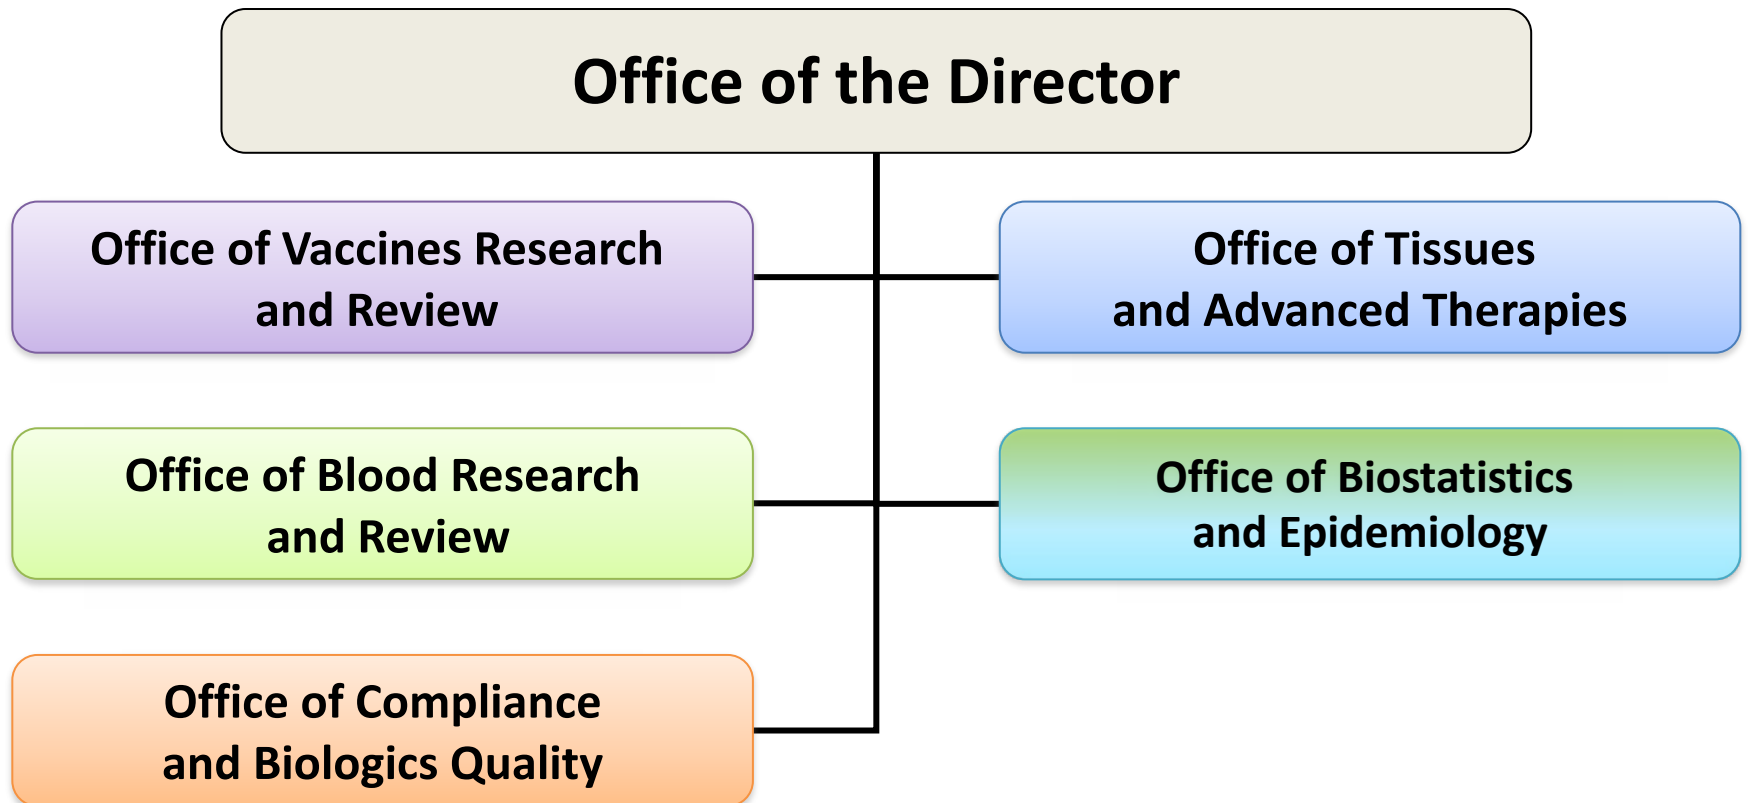 Office of the Director
Office of Vaccines Research
and Review
Office of Tissues
and Advanced Therapies
Office of Blood Research
and Review
Office of Biostatistics
and Epidemiology
Office of Compliance
and Biologics Quality